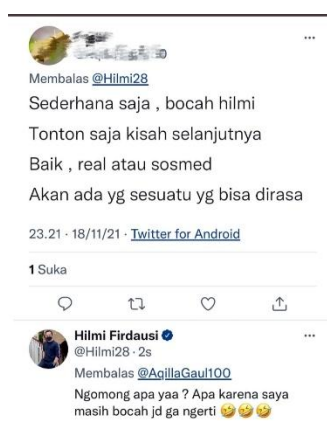 Membalas @Hilmi28
Sederhana saja , bocah hilmi
Tonton saja kisah selanjutnya
Baik , real atau sosmed
Akan ada yg sesuatu yg bisa dirasa
23.21 · 18/11/21 · Twitter for Android
1 Suka
Hilmi Firdausi
@Hilmi28 · 2s
Membalas @AqillaGaul100
Ngomong apa yaa ? Apa karena saya
masih bocah jd ga ngerti 🤣🤣🤣